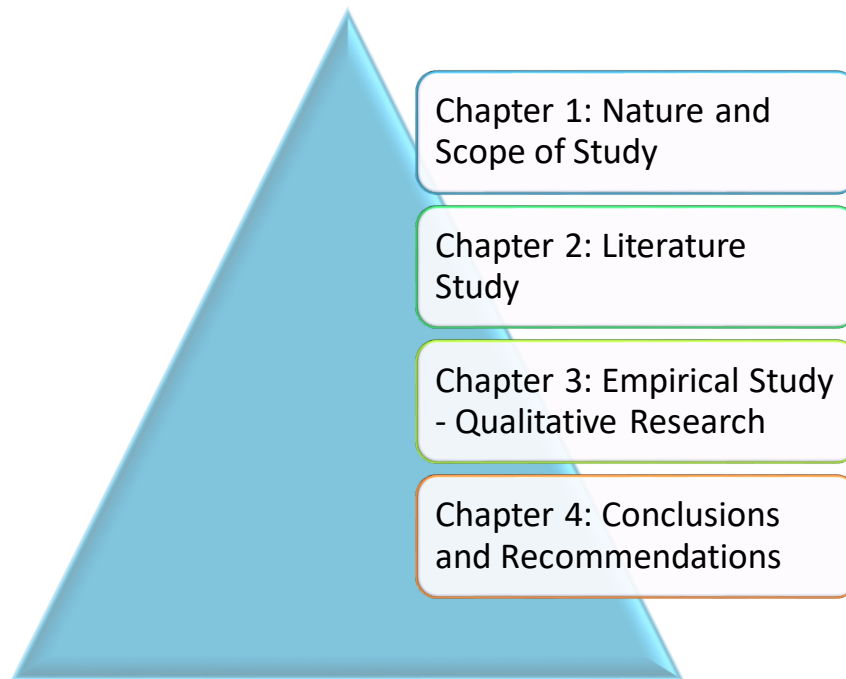 Chapter 1: Nature and
Scope of Study
Chapter 2: Literature
Study
Chapter 3: Empirical Study
- Qualitative Research
Chapter 4: Conclusions
and Recommendations